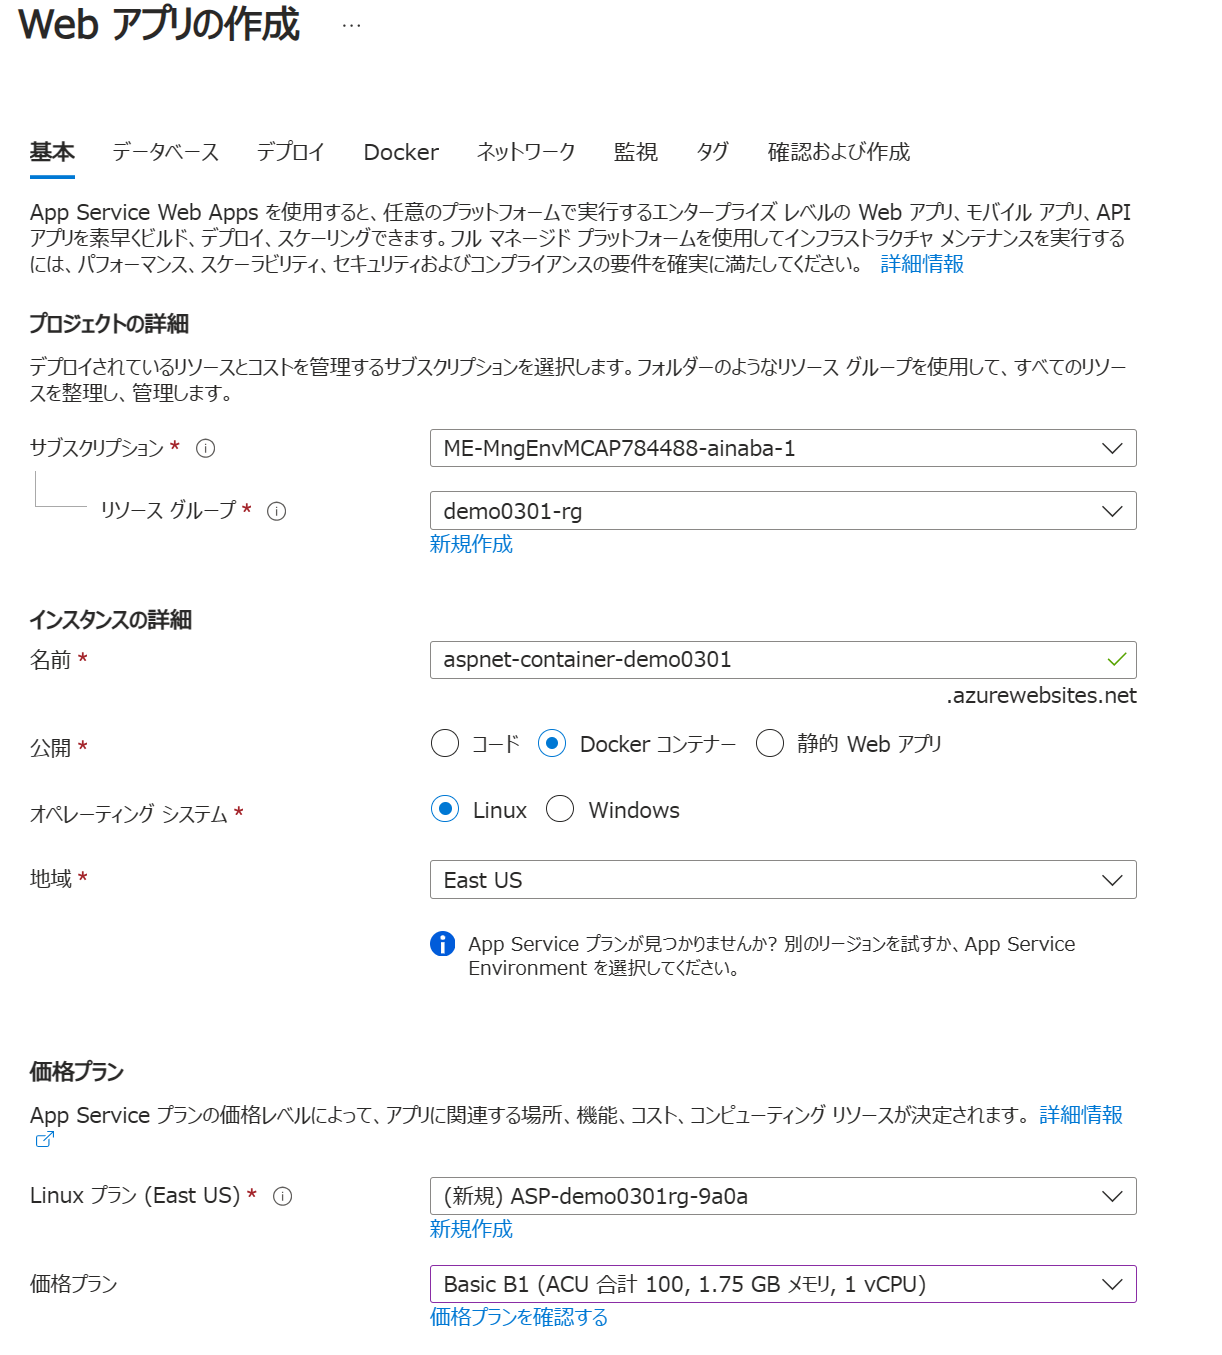 Web アプリの作成 …
基本 データベース デプロイ Docker ネットワーク 監視 タグ 確認および作成
App Service Web Apps を使用すると、任意のプラットフォームで実行するエンタープライズ レベルの Web アプリ、モバイル アプリ、API
アプリを素早くビルド、デプロイ、スケーリングできます。フル マネージド プラットフォームを使用してインフラストラクチャ メンテナンスを実行する
には、パフォーマンス、スケーラビリティ、セキュリティおよびコンプライアンスの要件を確実に満たしてください。 詳細情報
プロジェクトの詳細
デプロイされているリソースとコストを管理するサブスクリプションを選択します。フォルダーのようなリソース グループを使用して、すべてのリソー
スを整理し、管理します。
サブスクリプション * ME-MngEnvMCAP784488-ainaba-1
リソース グループ * demo0301-rg
新規作成
インスタンスの詳細
名前 * aspnet-container-demo0301
.azurewebsites.net
公開 * コード Docker コンテナー 静的 Web アプリ
オペレーティング システム * Linux Windows
地域 * East US
App Service プランが見つかりませんか? 別のリージョンを試すか、App Service
Environment を選択してください。
価格プラン
App Service プランの価格レベルによって、アプリに関連する場所、機能、コスト、コンピューティング リソースが決定されます。 詳細情報
Linux プラン (East US) * (新規) ASP-demo0301rg-9a0a
新規作成
価格プラン Basic B1 (ACU 合計 100, 1.75 GB メモリ, 1 vCPU)
価格プランを確認する